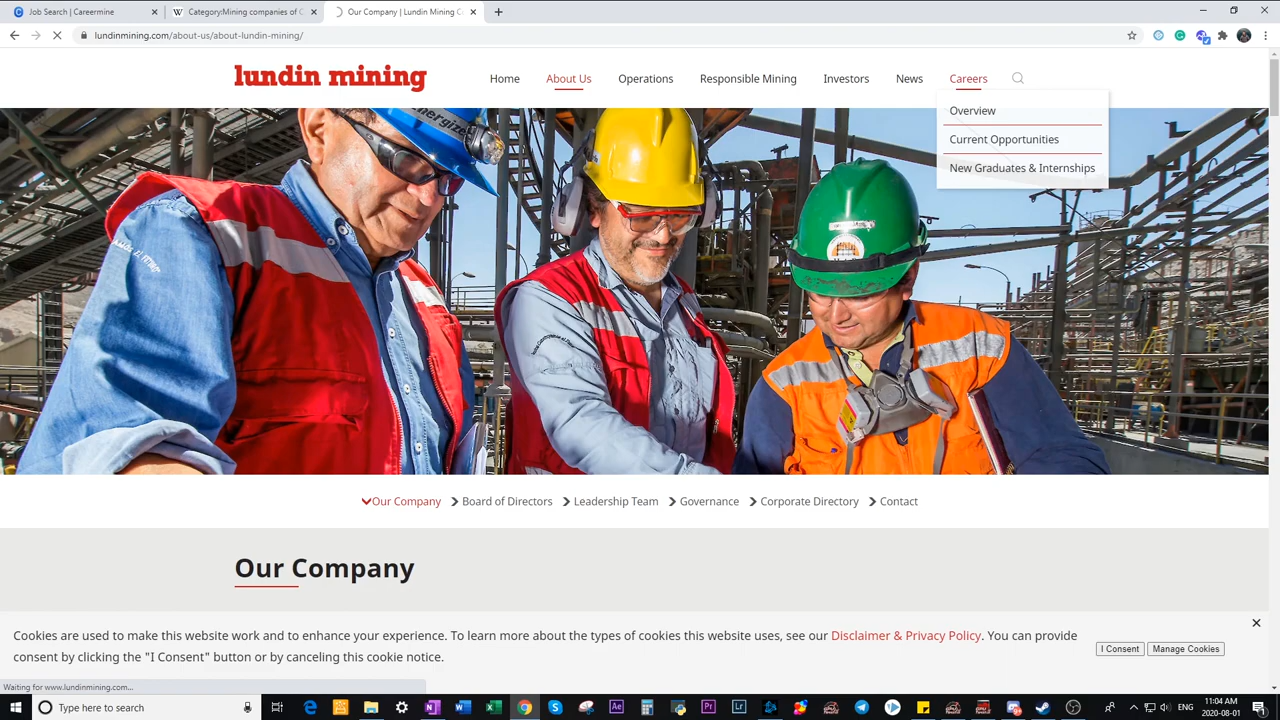 Job Search | Careermine
Category:Mining companies of C
Our Company | Lundin Mining C
lundinmining.com/about-us/about-lundin-mining/
lundin mining
Home
About Us
Operations
Responsible Mining
Investors
News
Careers
Overview
Current Opportunities
New Graduates & Internships
Energize
Our Company
Board of Directors
Leadership Team
Governance
Corporate Directory
Contact
Our Company
Cookies are used to make this website work and to enhance your experience. To learn more about the types of cookies this website uses, see our Disclaimer & Privacy Policy. You can provide
consent by clicking the "I Consent" button or by canceling this cookie notice.
I Consent
Manage Cookies
Waiting for www.lundinmining.com...
Type here to search
ENG
11:04 AM
2020-08-01